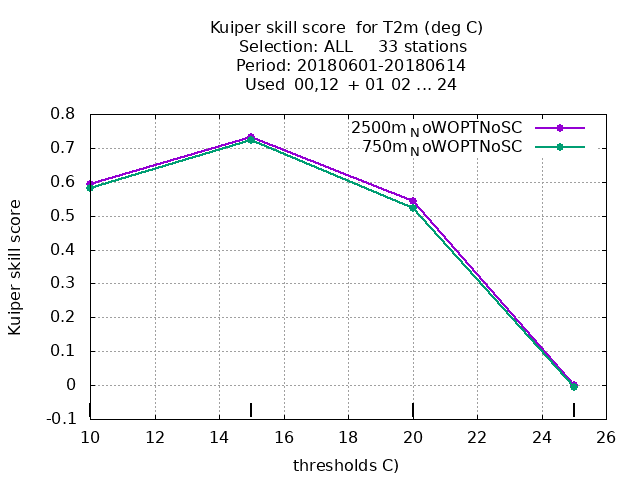 Kuiper skill score  for T2m (deg C)
Selection: ALL     33 stations
Period: 20180601-20180614
Used  00,12  + 01 02 ... 24
2500m_NoWOPTNoSC
750m_NoWOPTNoSC
Kuiper skill score
0.8
0.7
0.6
0.5
0.4
0.3
0.2
0.1
0
-0.1
10 12 14 16 18 20 22 24 26
thresholds C)